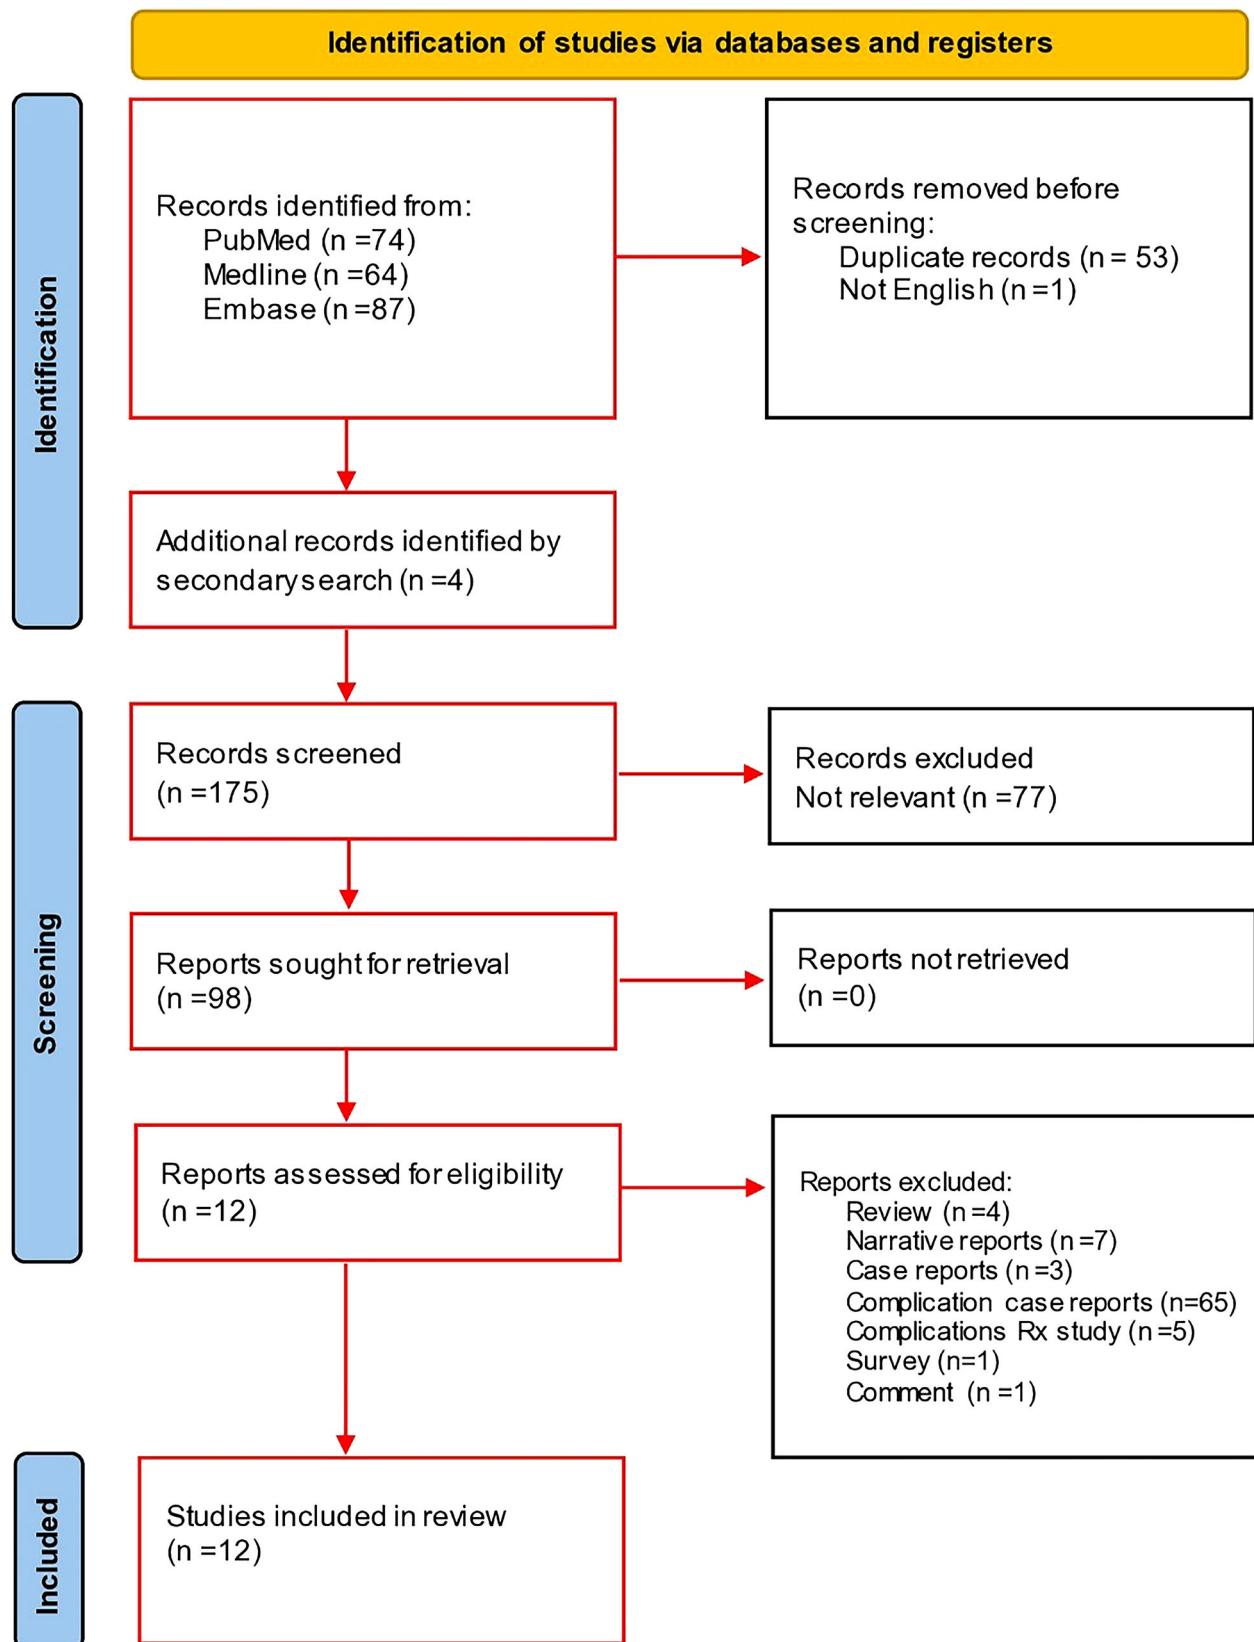 Identification of studies via databases and registers
Identification
Records identified from:
PubMed (n =74)
Medline (n =64)
Embase (n =87)
Records removed before
screening:
Duplicate records (n = 53)
Not English (n =1)
Additional records identified by
secondary search (n =4)
Screening
Records screened
(n =175)
Records excluded
Not relevant (n =77)
Reports sought for retrieval
(n =98)
Reports not retrieved
(n =0)
Reports assessed for eligibility
(n =12)
Reports excluded:
Review (n =4)
Narrative reports (n =7)
Case reports (n =3)
Complication case reports (n=65)
Complications Rx study (n =5)
Survey (n=1)
Comment (n =1)
Included
Studies included in review
(n =12)